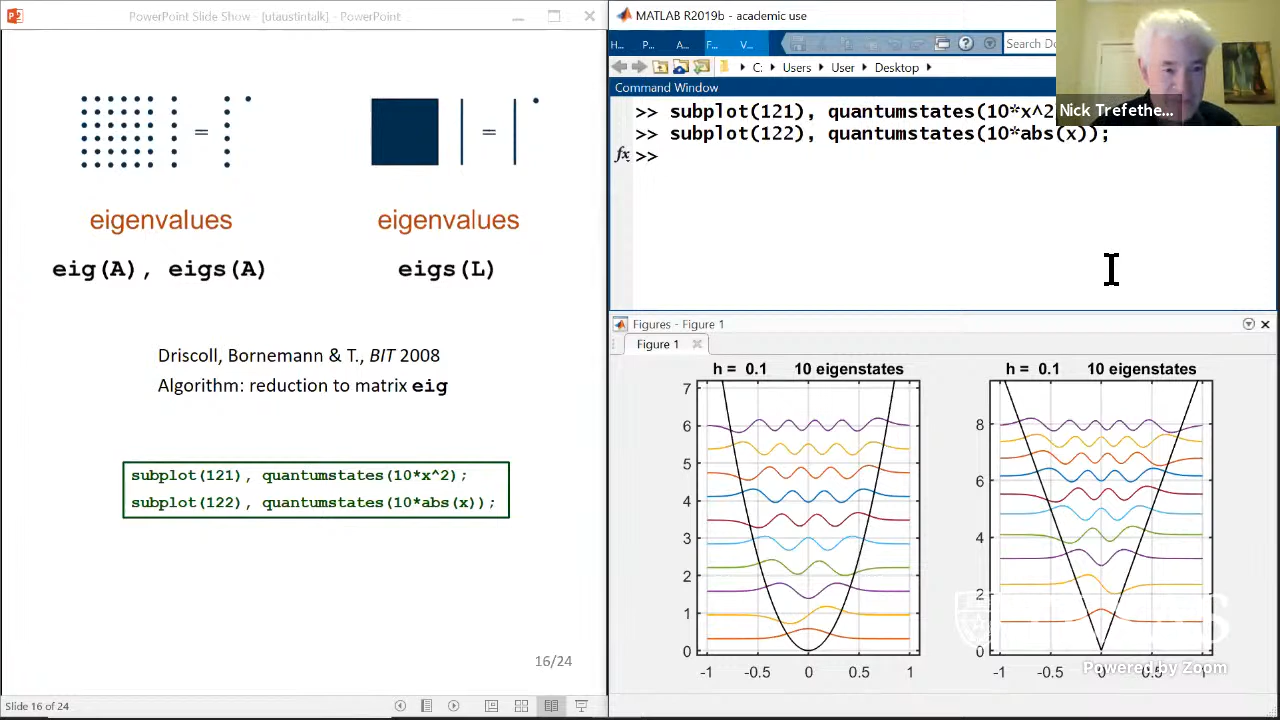 PowerPoint Slide Show - [utaustintalk] - PowerPoint
=
=
eigenvalues
eigenvalues
eig(A), eigs(A)
eigs(L)
Driscoll, Bornemann & T., BIT 2008
Algorithm: reduction to matrix eig
subplot(121), quantumstates(10*x^2);
subplot(122), quantumstates(10*abs(x));
16/24
Slide 16 of 24
MATLAB R2019b - academic use
H... P... A... F... V...
Search Do
C: Users User Desktop
Command Window
>> subplot(121), quantumstates(10*x^2
>> subplot(122), quantumstates(10*abs(x));
fx >>
Nick Trefethe...
Figures - Figure 1
Figure 1
h = 0.1 10 eigenstates
7
6
5
4
3
2
1
0
-1 -0.5 0 0.5 1
h = 0.1 10 eigenstates
8
6
4
2
0
-1 -0.5 0 0.5 1
Powered by Zoom